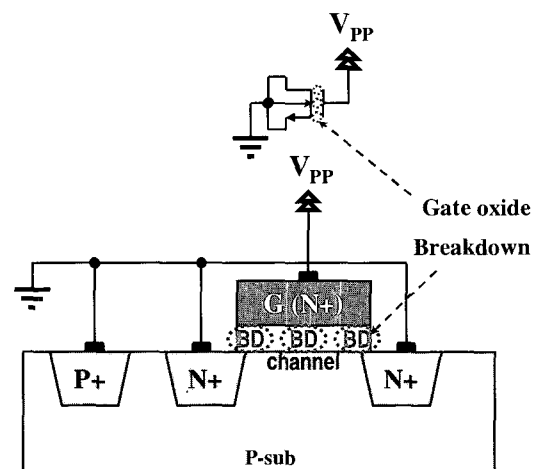 V_PP
V_PP
Gate oxide
Breakdown
G (N+)
BD BD BD
channel
P+ N+ N+
P-sub